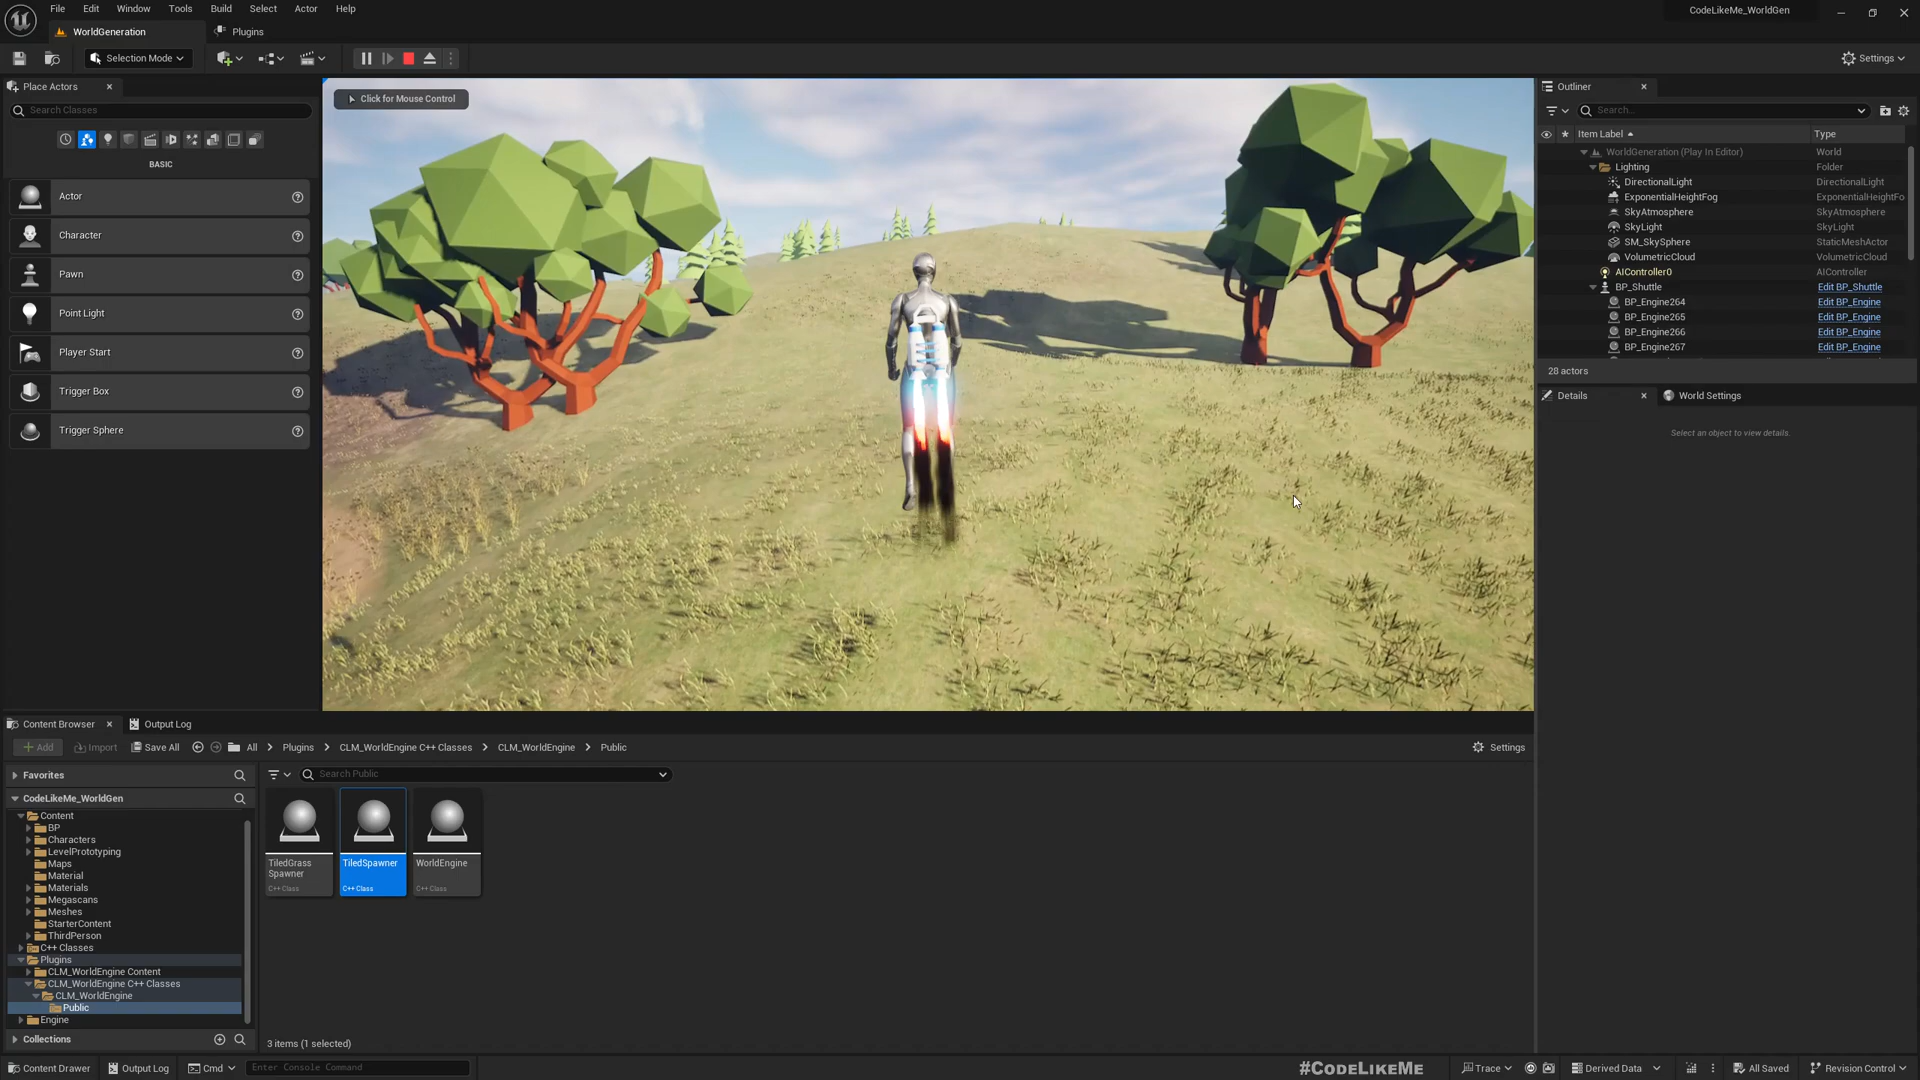 File Edit Window Tools Build Select Actor Help
CodeLikeMe_WorldGen
WorldGeneration
Plugins
Selection Mode
Settings
Place Actors
Search Classes
BASIC
Actor
Character
Pawn
Point Light
Player Start
Trigger Box
Trigger Sphere
Click for Mouse Control
Outliner
Search...
Item Label Type
WorldGeneration (Play In Editor) World
Lighting Folder
DirectionalLight DirectionalLight
ExponentialHeightFog ExponentialHeightFo
SkyAtmosphere SkyAtmosphere
SkyLight SkyLight
SM_SkySphere StaticMeshActor
VolumetricCloud VolumetricCloud
AIController0 AIController
BP_Shuttle Edit BP_Shuttle
BP_Engine264 Edit BP_Engine
BP_Engine265 Edit BP_Engine
BP_Engine266 Edit BP_Engine
BP_Engine267 Edit BP_Engine
28 actors
Details
World Settings
Select an object to view details.
Content Browser
Output Log
Add Import Save All All Plugins CLM_WorldEngine C++ Classes CLM_WorldEngine Public
Settings
Favorites
CodeLikeMe_WorldGen
Content
BP
Characters
LevelPrototyping
Maps
Material
Materials
Megascans
Meshes
StarterContent
ThirdPerson
C++ Classes
Plugins
CLM_WorldEngine Content
CLM_WorldEngine C++ Classes
CLM_WorldEngine
Public
Engine
Collections
Search Public
TiledGrass
Spawner
C++ Class
TiledSpawner
C++ Class
WorldEngine
C++ Class
3 items (1 selected)
Content Drawer Output Log Cmd Enter Console Command
#CodeLikeMe
Trace Derived Data All Saved Revision Control